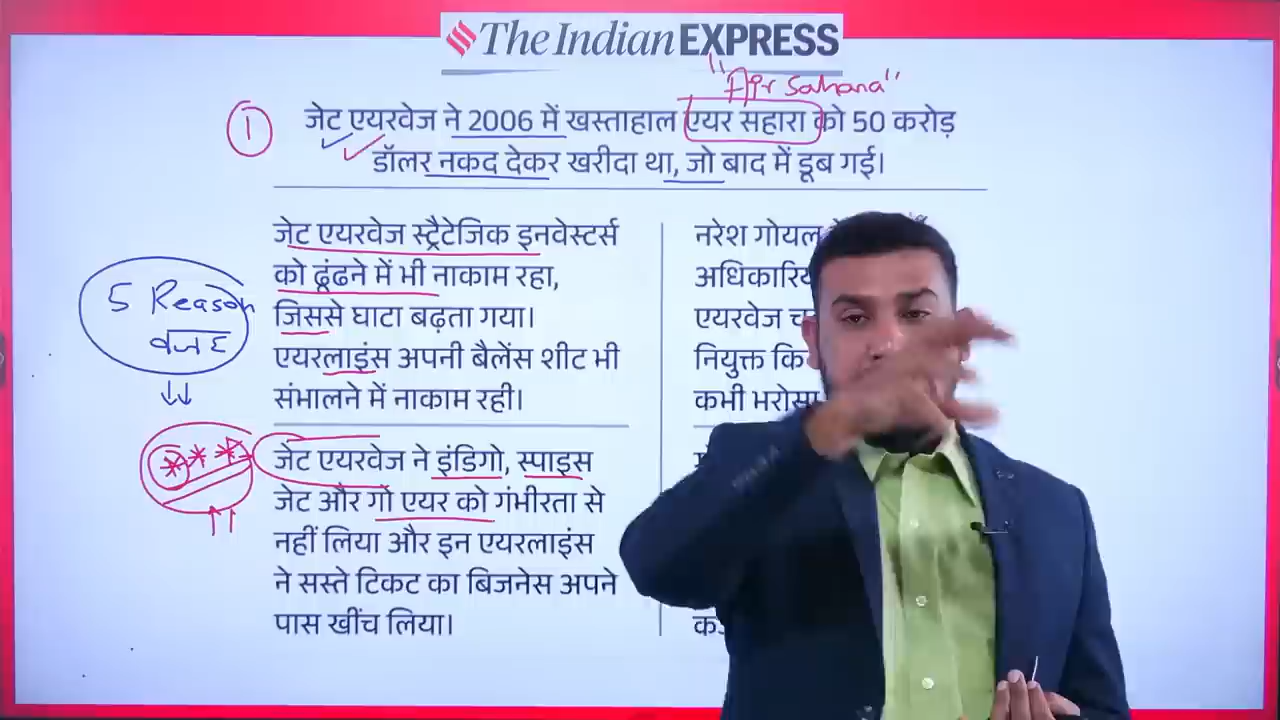 The Indian EXPRESS
"Air Sahara"
① जेट एयरवेज ने 2006 में खस्ताहाल एयर सहारा को 50 करोड़
डॉलर नकद देकर खरीदा था, जो बाद में डूब गई।
जेट एयरवेज स्ट्रैटेजिक इनवेस्टर्स
को ढूंढने में भी नाकाम रहा,
जिससे घाटा बढ़ता गया।
एयरलाइंस अपनी बैलेंस शीट भी
संभालने में नाकाम रही।
5 Reason
वजह
जेट एयरवेज ने इंडिगो, स्पाइस
जेट और गो एयर को गंभीरता से
नहीं लिया और इन एयरलाइंस
ने सस्ते टिकट का बिजनेस अपने
पास खींच लिया।
नरेश गोयल
एयरवेज
कभी भरोसा